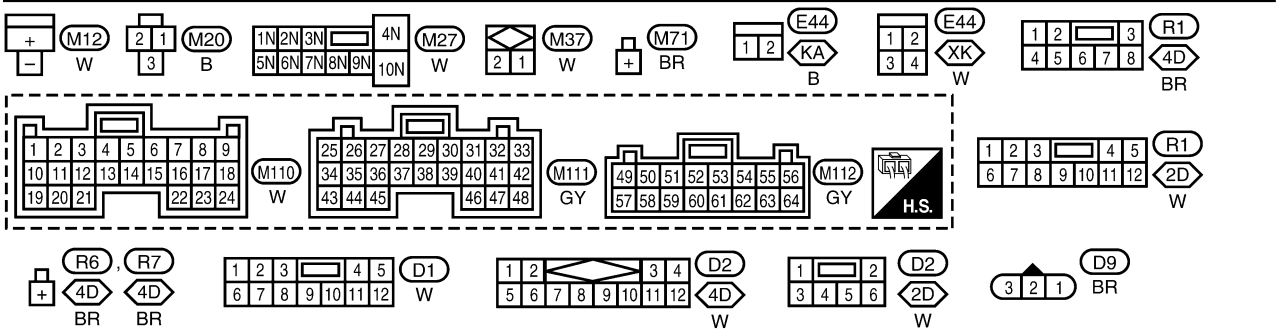 + − M12 W
2 1 3 M20 B
1N 2N 3N 4N M27 W
5N 6N 7N 8N 9N 10N
M37 W
2 1
M71 BR
+
E44 KA B
1 2
E44 XK W
1 2
3 4
R1 4D BR
1 2 3
4 5 6 7 8
1 2 3 4 5 6 7 8 9
10 11 12 13 14 15 16 17 18
19 20 21 22 23 24
M110 W
25 26 27 28 29 30 31 32 33
34 35 36 37 38 39 40 41 42
43 44 45 46 47 48
M111 GY
49 50 51 52 53 54 55 56
57 58 59 60 61 62 63 64
M112 GY
H.S.
1 2 3 4 5
6 7 8 9 10 11 12
R1 2D W
R6 , R7
+ 4D 4D
BR BR
1 2 3 4 5
6 7 8 9 10 11 12
D1 W
1 2 3 4
5 6 7 8 9 10 11 12
D2 4D W
1 2
3 4 5 6
D2 2D W
3 2 1
D9 BR